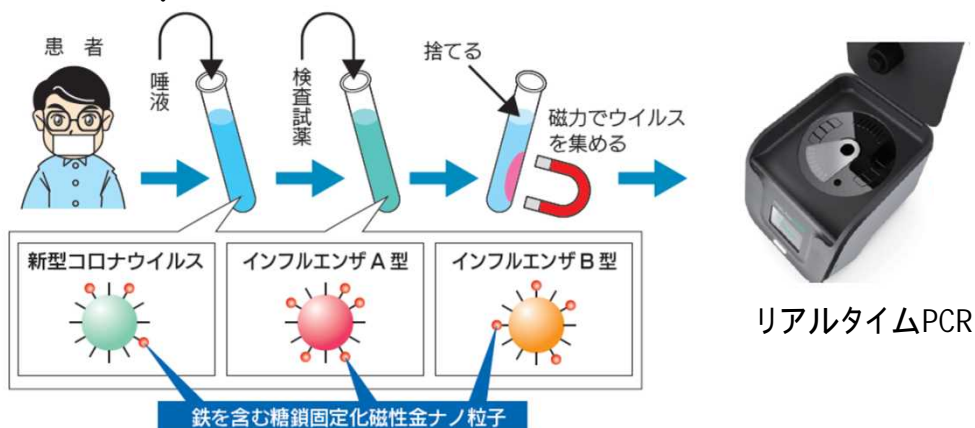 患 者
唾液
検査試薬
捨てる
磁力でウイルス
を集める
新型コロナウイルス
インフルエンザA型
インフルエンザB型
リアルタイムPCR
鉄を含む糖鎖固定化磁性金ナノ粒子